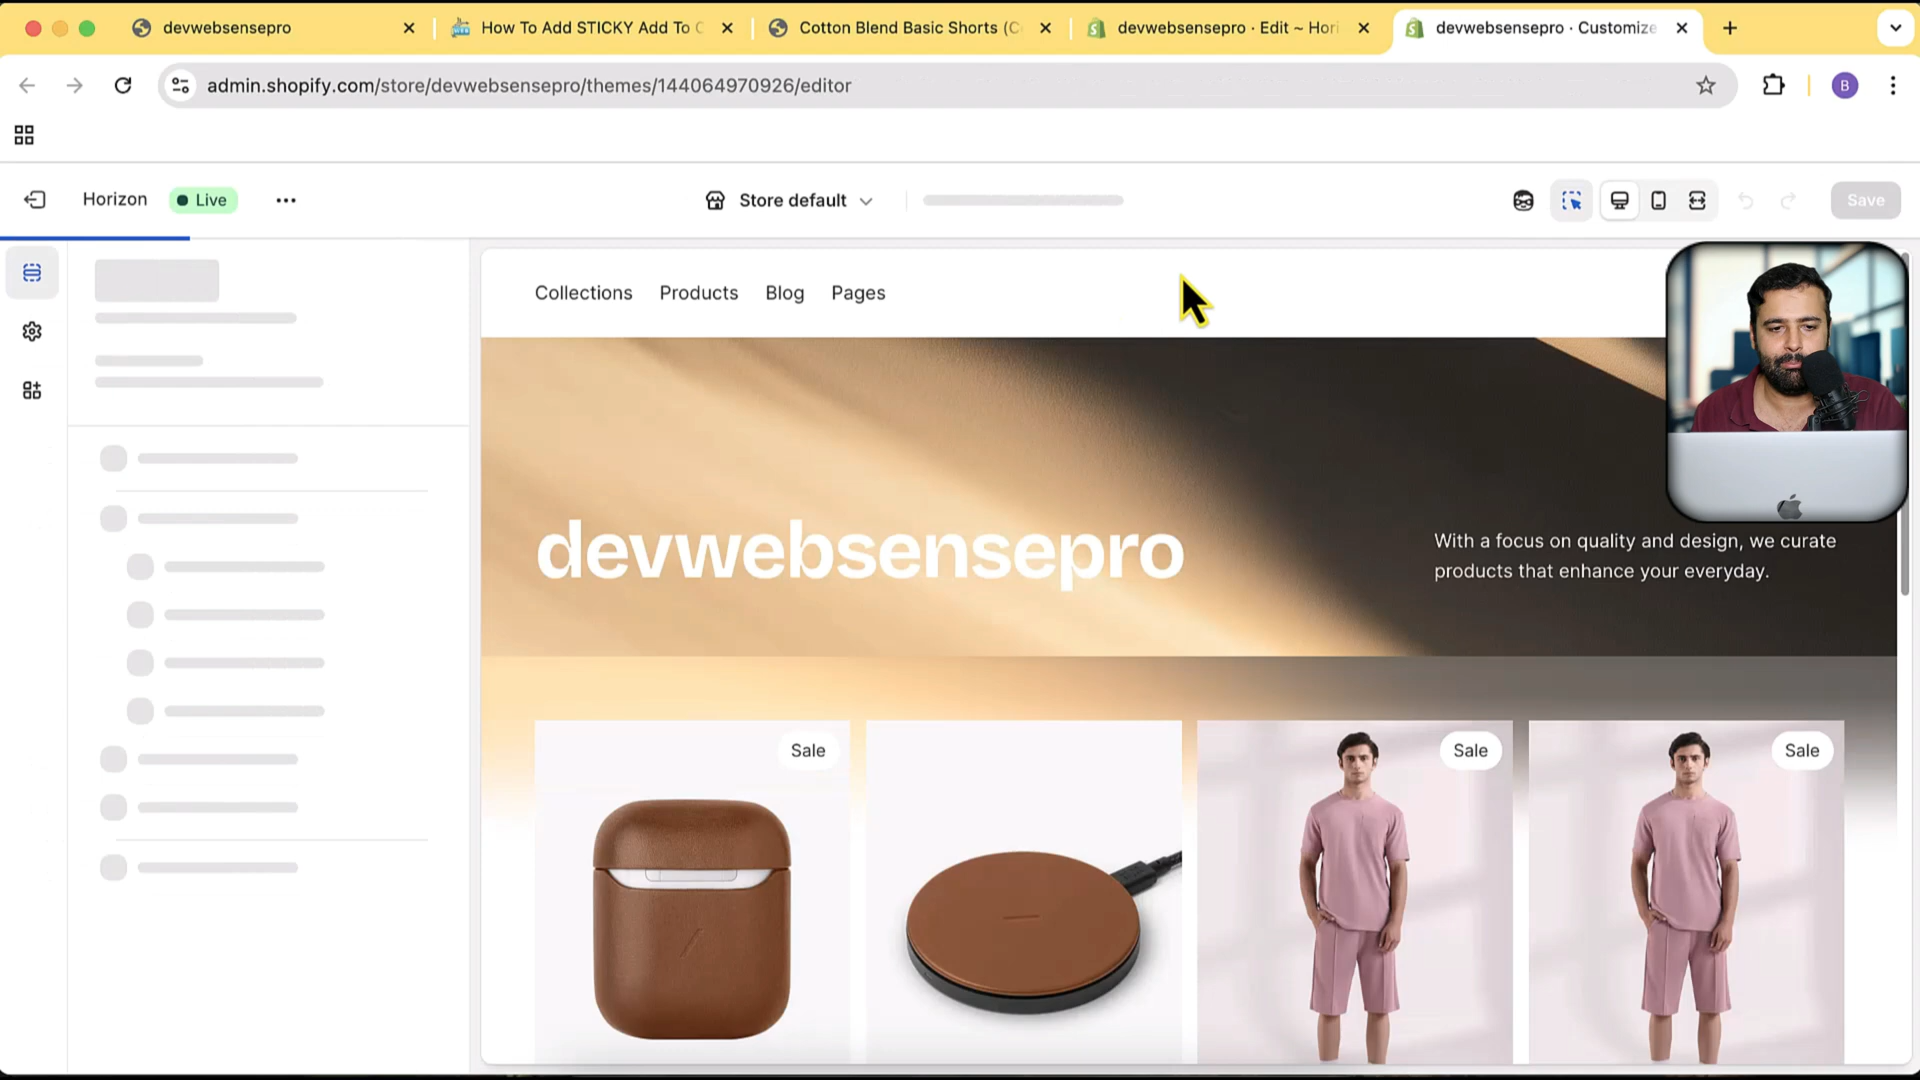 devwebsensepro
How To Add STICKY Add To C
Cotton Blend Basic Shorts (C
devwebsensepro · Edit ~ Hori
devwebsensepro · Customize
admin.shopify.com/store/devwebsensepro/themes/144064970926/editor
B
Horizon
Live
Store default
Save
Collections
Products
Blog
Pages
devwebsensepro
With a focus on quality and design, we curate
products that enhance your everyday.
Sale
Sale
Sale